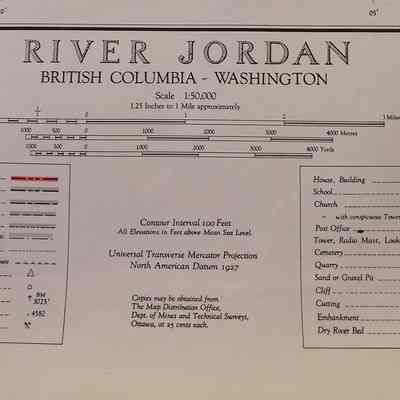 05'
RIVER JORDAN
BRITISH COLUMBIA - WASHINGTON
Scale 1:50,000
1.25 Inches to 1 Mile approximately
1 0 1 2 3 Miles
1000 500 0 1000 2000 3000 4000 Metres
1000 500 0 1000 2000 3000 4000 Yards
House, Building
School
Church
" with conspicuous Tower
Post Office
Tower, Radio Mast, Look
Cemetery
Quarry
Sand or Gravel Pit
Cliff
Cutting
Embankment
Dry River Bed
Contour Interval 100 Feet
All Elevations in Feet above Mean Sea Level.
Universal Transverse Mercator Projection
North American Datum 1927
Copies may be obtained from
The Map Distribution Office,
Dept. of Mines and Technical Surveys,
Ottawa, at 25 cents each.
BM
3023'
. 4582